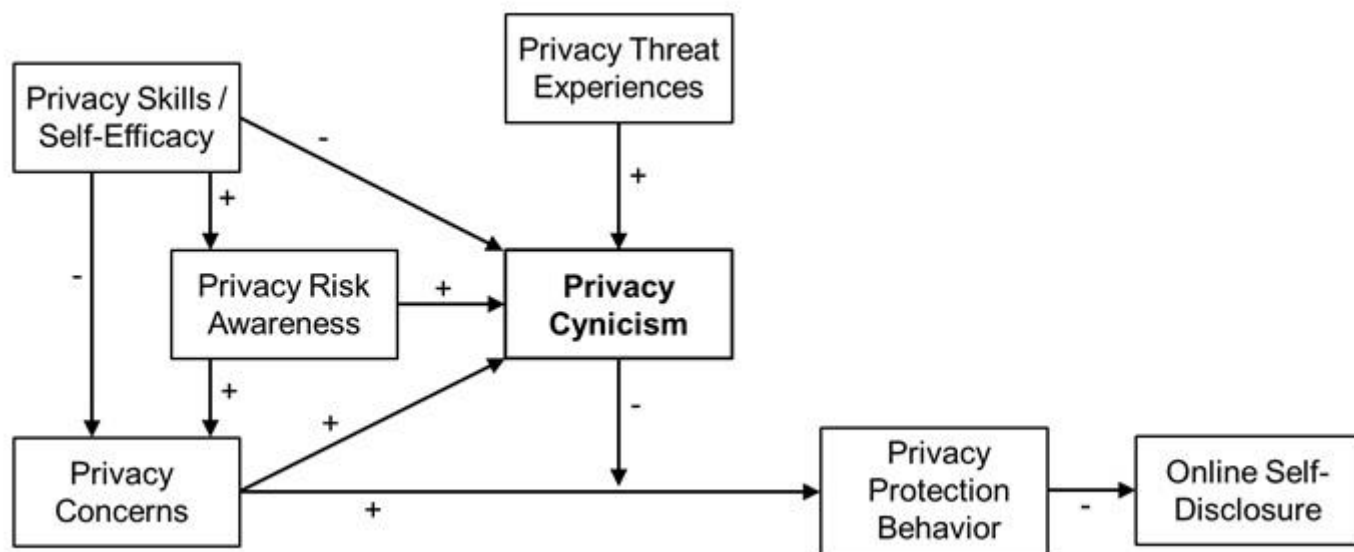 Privacy Threat
Experiences
Privacy Skills /
Self-Efficacy
-
+
+
-
Privacy Risk
Awareness
+
Privacy
Cynicism
+
+
-
Privacy
Concerns
+
Privacy
Protection
Behavior
-
Online Self-
Disclosure